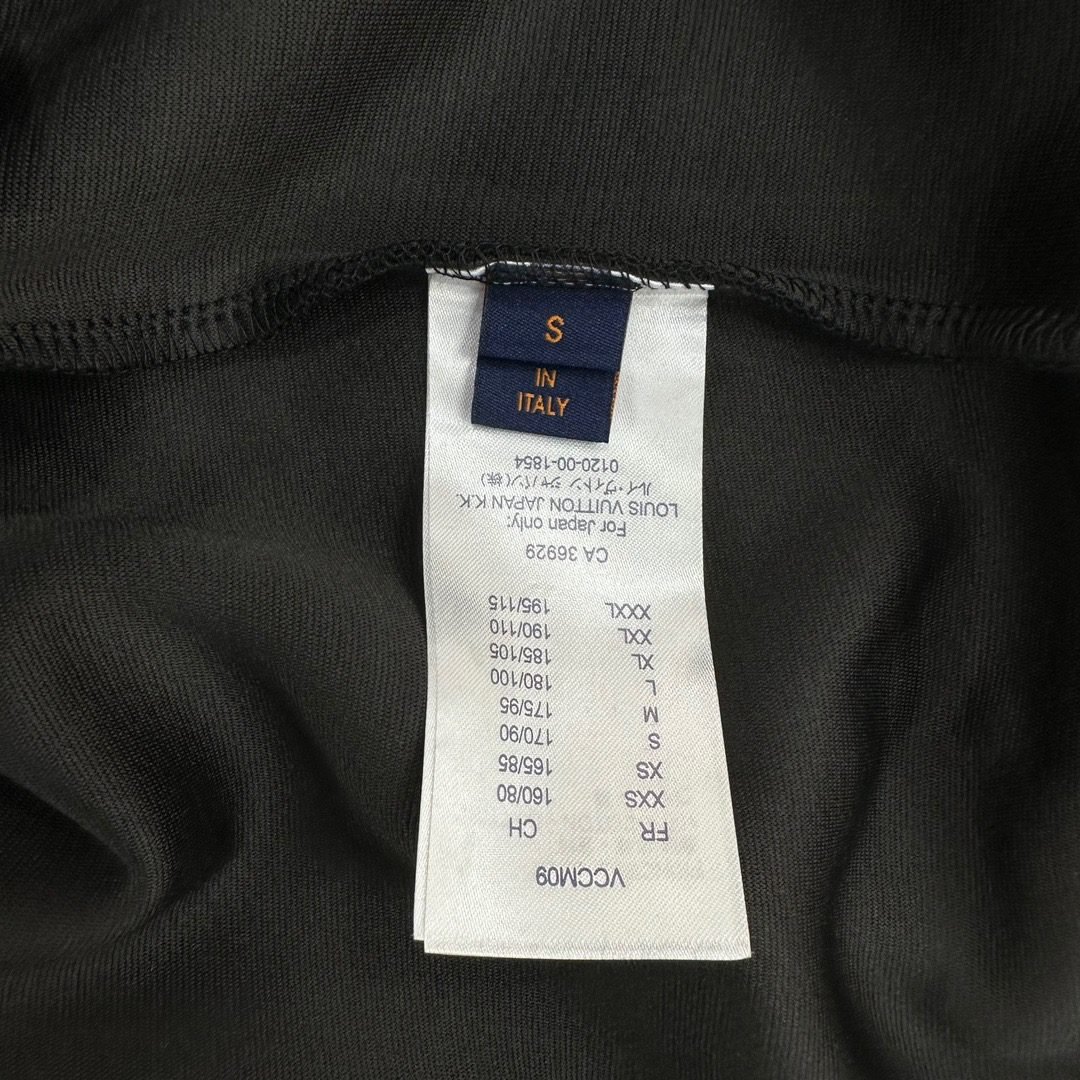 S
IN
ITALY
VCCM09
FR CH
XXS 160/80
XS 165/85
S 170/90
M 175/95
L 180/100
XL 185/105
XXL 190/110
XXXL 195/115
CA 36929
For Japan only:
LOUIS VUITTON JAPAN K.K.
ルイ・ヴィトン ジャパン(株)
0120-00-1854